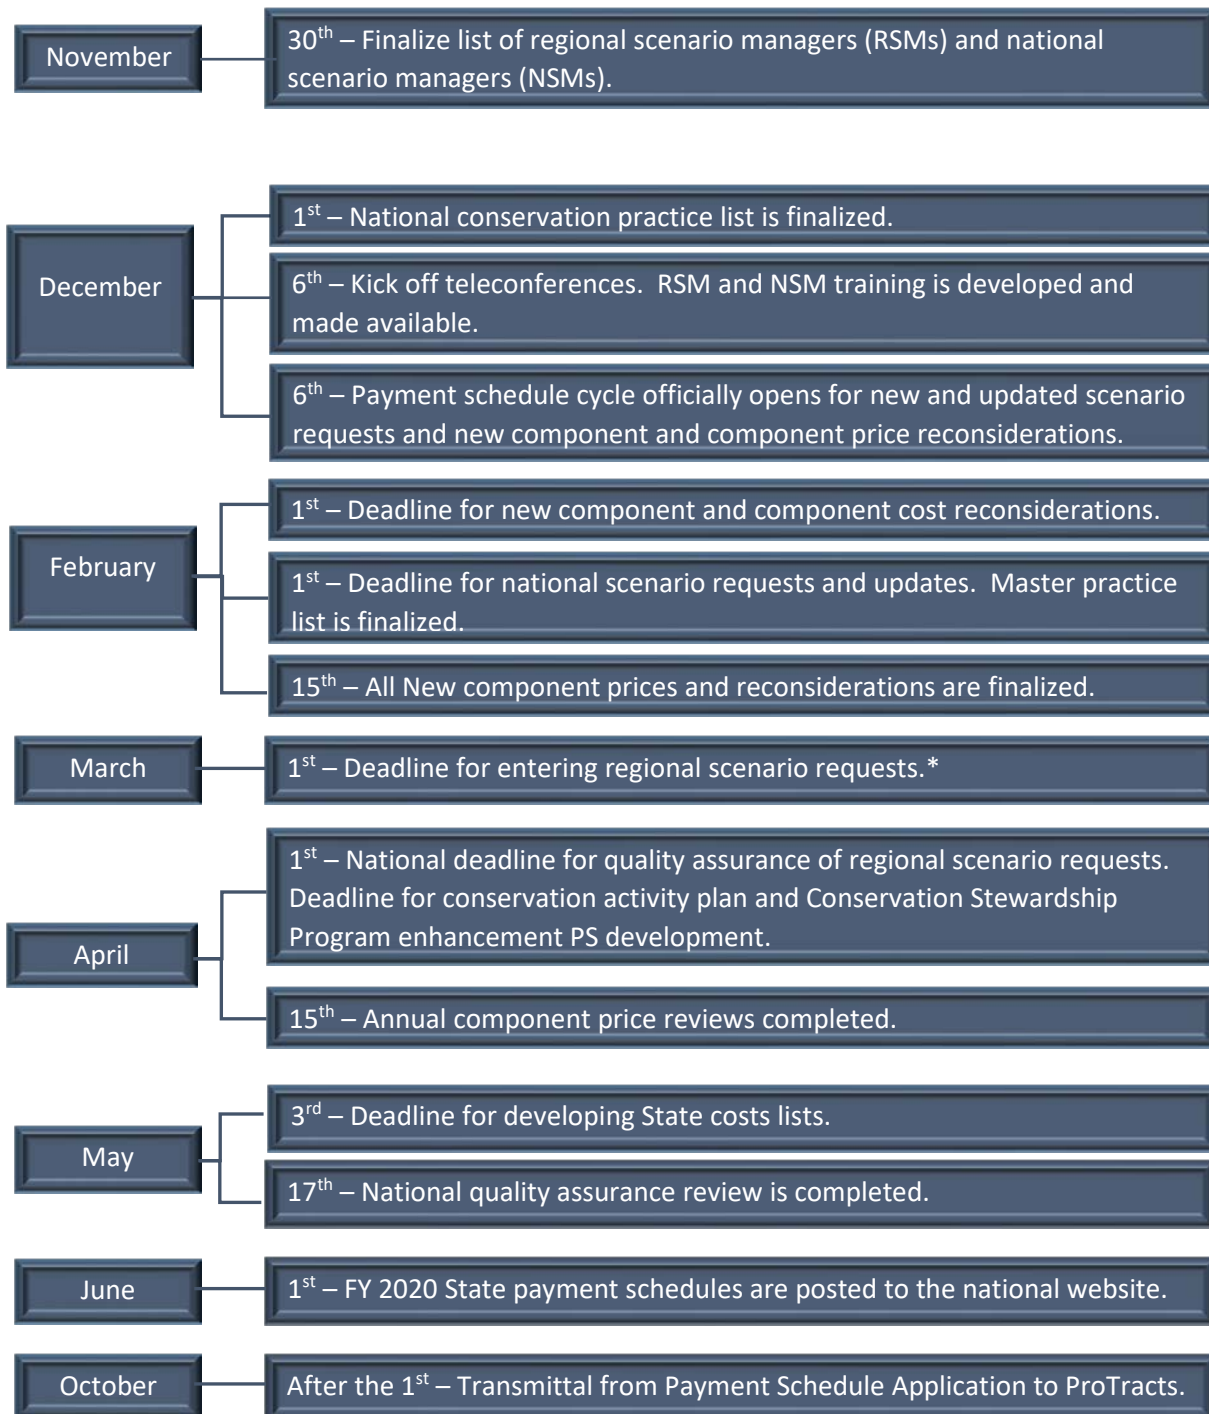 November
30th – Finalize list of regional scenario managers (RSMs) and national
scenario managers (NSMs).
December
1st – National conservation practice list is finalized.
6th – Kick off teleconferences.  RSM and NSM training is developed and
made available.
6th – Payment schedule cycle officially opens for new and updated scenario
requests and new component and component price reconsiderations.
February
1st – Deadline for new component and component cost reconsiderations.
1st – Deadline for national scenario requests and updates.  Master practice
list is finalized.
15th – All New component prices and reconsiderations are finalized.
March
1st – Deadline for entering regional scenario requests.*
April
1st – National deadline for quality assurance of regional scenario requests.
Deadline for conservation activity plan and Conservation Stewardship
Program enhancement PS development.
15th – Annual component price reviews completed.
May
3rd – Deadline for developing State costs lists.
17th – National quality assurance review is completed.
June
1st – FY 2020 State payment schedules are posted to the national website.
October
After the 1st – Transmittal from Payment Schedule Application to ProTracts.